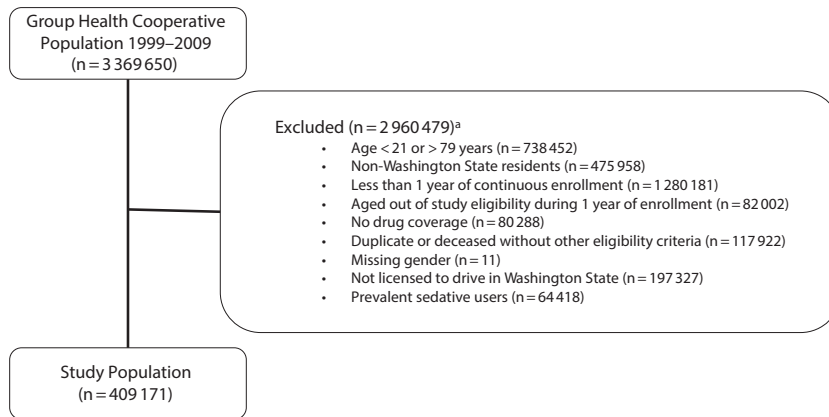 Group Health Cooperative
Population 1999–2009
(n = 3 369 650)
Excluded (n = 2 960 479)a
• Age < 21 or > 79 years (n = 738 452)
• Non-Washington State residents (n = 475 958)
• Less than 1 year of continuous enrollment (n = 1 280 181)
• Aged out of study eligibility during 1 year of enrollment (n = 82 002)
• No drug coverage (n = 80 288)
• Duplicate or deceased without other eligibility criteria (n = 117 922)
• Missing gender (n = 11)
• Not licensed to drive in Washington State (n = 197 327)
• Prevalent sedative users (n = 64 418)
Study Population
(n = 409 171)